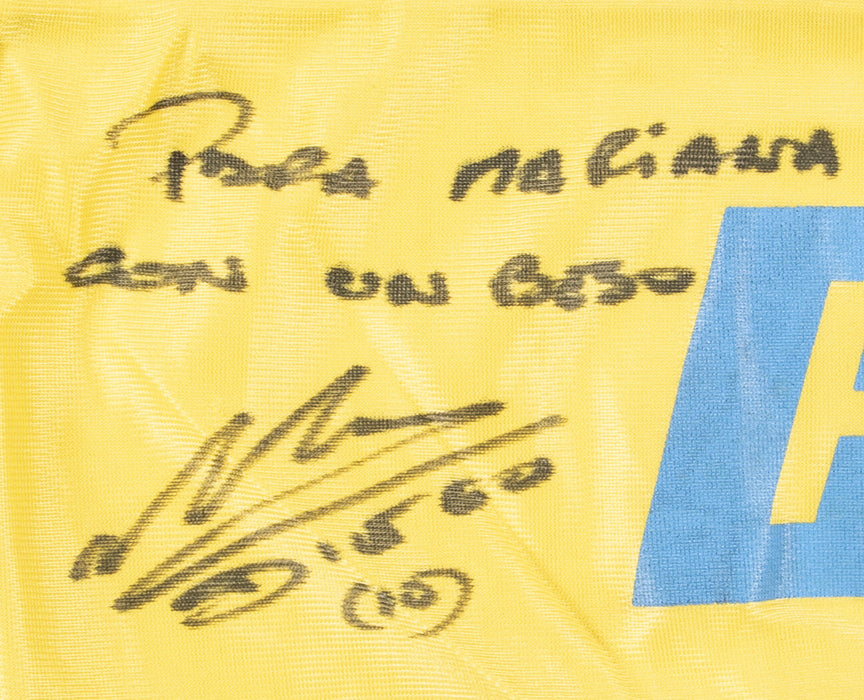 PARA MARiANA
CON UN BESO
(10)